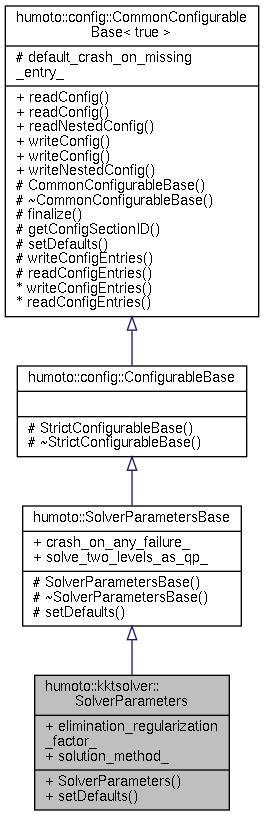 humoto::config::CommonConfigurable
Base< true >
# default_crash_on_missing
_entry_
+ readConfig()
+ readConfig()
+ readNestedConfig()
+ writeConfig()
+ writeConfig()
+ writeNestedConfig()
# CommonConfigurableBase()
# ~CommonConfigurableBase()
# finalize()
# getConfigSectionID()
# setDefaults()
# writeConfigEntries()
# readConfigEntries()
* writeConfigEntries()
* readConfigEntries()
humoto::config::ConfigurableBase
# StrictConfigurableBase()
# ~StrictConfigurableBase()
humoto::SolverParametersBase
+ crash_on_any_failure_
+ solve_two_levels_as_qp_
# SolverParametersBase()
# ~SolverParametersBase()
# setDefaults()
humoto::kktsolver::
SolverParameters
+ elimination_regularization
_factor_
+ solution_method_
+ SolverParameters()
+ setDefaults()